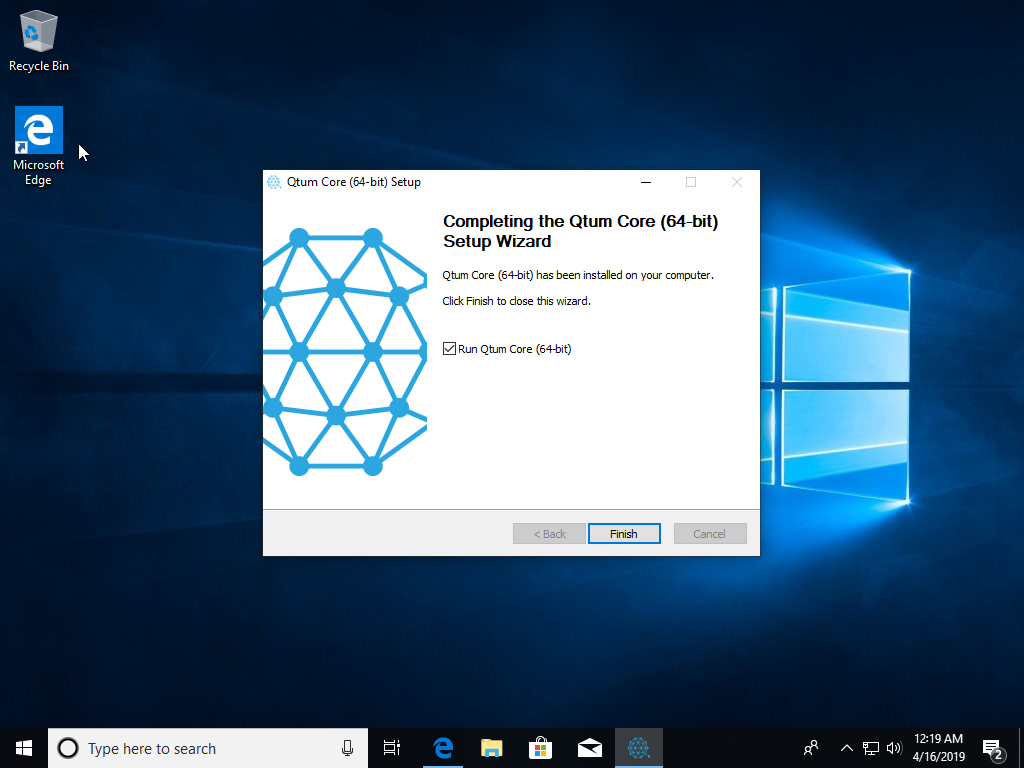 Recycle Bin
Microsoft
Edge
Qtum Core (64-bit) Setup
Completing the Qtum Core (64-bit)
Setup Wizard
Qtum Core (64-bit) has been installed on your computer.
Click Finish to close this wizard.
Run Qtum Core (64-bit)
< Back
Finish
Cancel
Type here to search
12:19 AM
4/16/2019
2